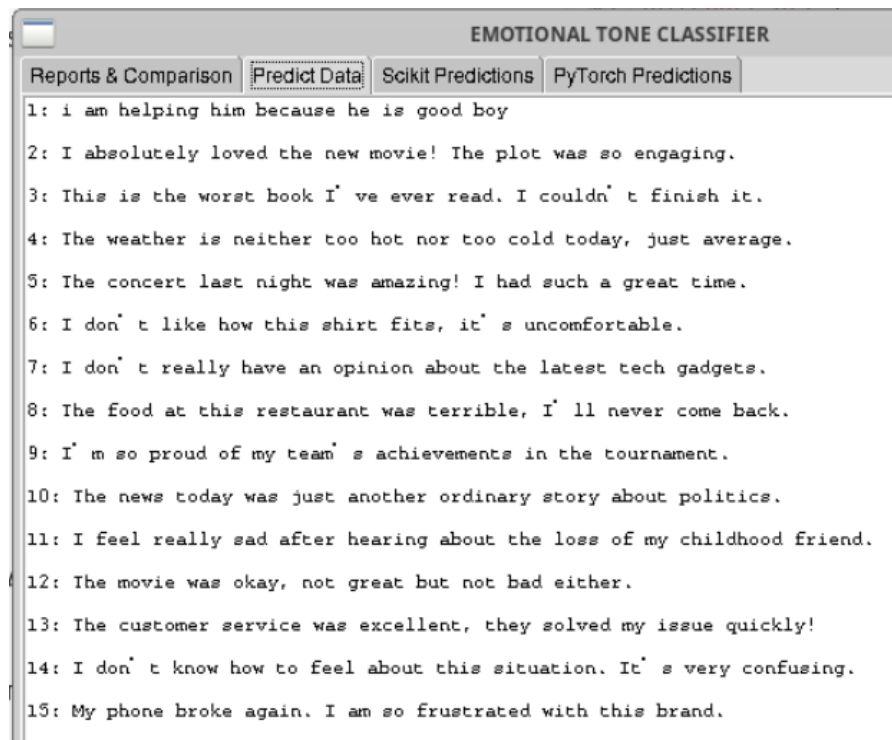 EMOTIONAL TONE CLASSIFIER
Reports & Comparison Predict Data Scikit Predictions PyTorch Predictions
1: i am helping him because he is good boy
2: I absolutely loved the new movie! The plot was so engaging.
3: This is the worst book I’ve ever read. I couldn’t finish it.
4: The weather is neither too hot nor too cold today, just average.
5: The concert last night was amazing! I had such a great time.
6: I don’t like how this shirt fits, it’s uncomfortable.
7: I don’t really have an opinion about the latest tech gadgets.
8: The food at this restaurant was terrible, I’ll never come back.
9: I’m so proud of my team’s achievements in the tournament.
10: The news today was just another ordinary story about politics.
11: I feel really sad after hearing about the loss of my childhood friend.
12: The movie was okay, not great but not bad either.
13: The customer service was excellent, they solved my issue quickly!
14: I don’t know how to feel about this situation. It’s very confusing.
15: My phone broke again. I am so frustrated with this brand.